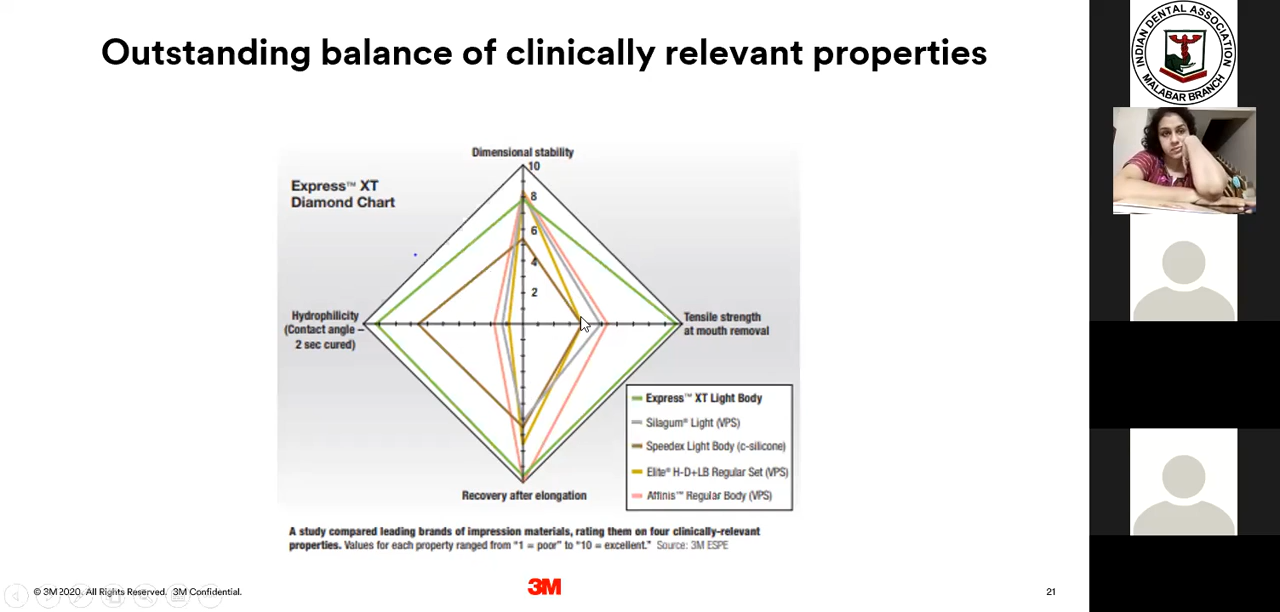 Outstanding balance of clinically relevant properties
Express™ XT
Diamond Chart
Dimensional stability
10
8
6
4
2
Hydrophilicity
(Contact angle –
2 sec cured)
Tensile strength
at mouth removal
Recovery after elongation
Express™ XT Light Body
Silagum® Light (VPS)
Speedex Light Body (c-silicone)
Elite® H-D+LB Regular Set (VPS)
Affinis™ Regular Body (VPS)
A study compared leading brands of impression materials, rating them on four clinically-relevant
properties. Values for each property ranged from “1 = poor” to “10 = excellent.” Source: 3M ESPE
© 3M 2020. All Rights Reserved. 3M Confidential.
3M
21
INDIAN DENTAL ASSOCIATION
MALABAR BRANCH